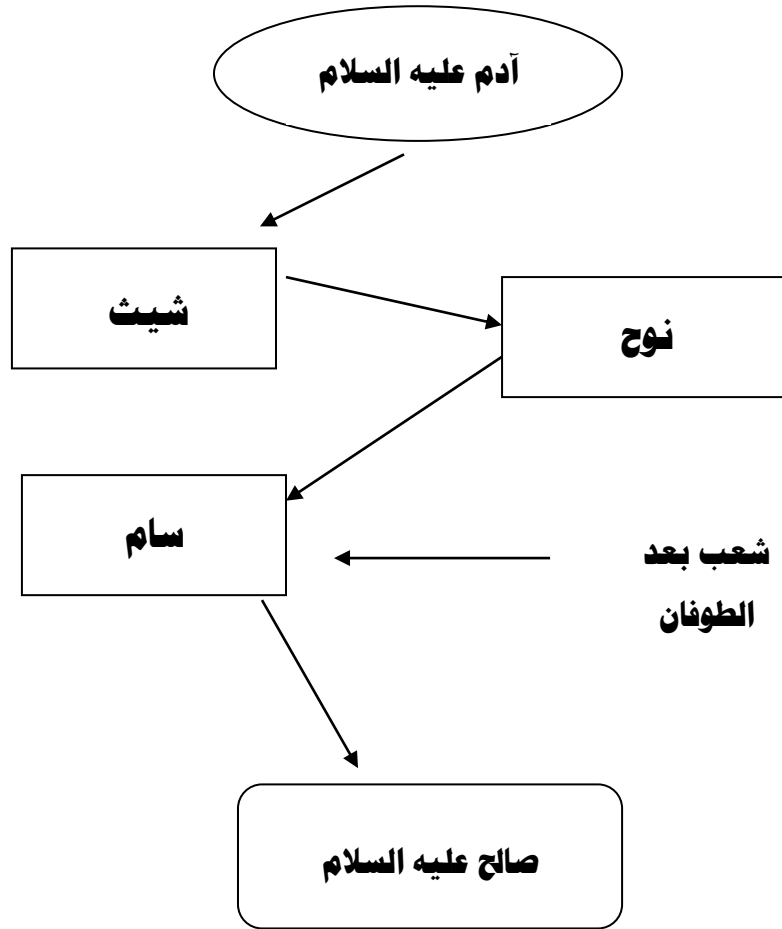 آدم عليه السلام
شيث
نوح
سام
شعب بعد
الطوفان
صالح عليه السلام